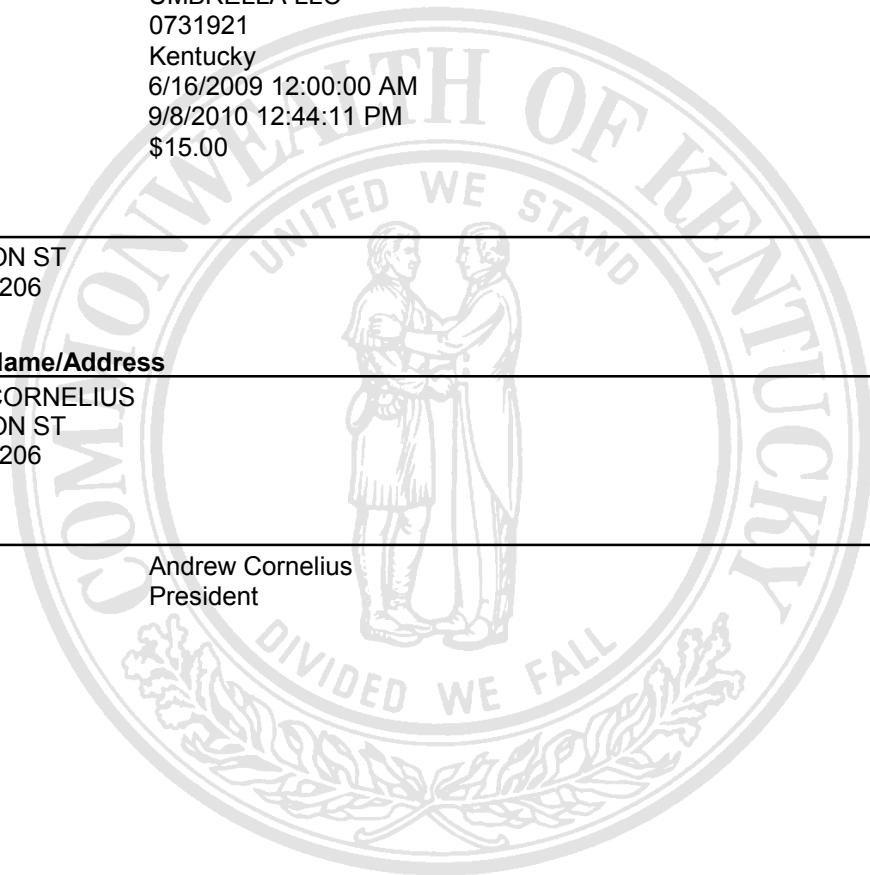 UMBRELLA LLC
0731921
Kentucky
6/16/2009 12:00:00 AM
9/8/2010 12:44:11 PM
$15.00
ON ST
206
Name/Address
CORNELIUS
ON ST
206
Andrew Cornelius
President
COMMONWEALTH OF KENTUCKY
UNITED WE STAND
DIVIDED WE FALL